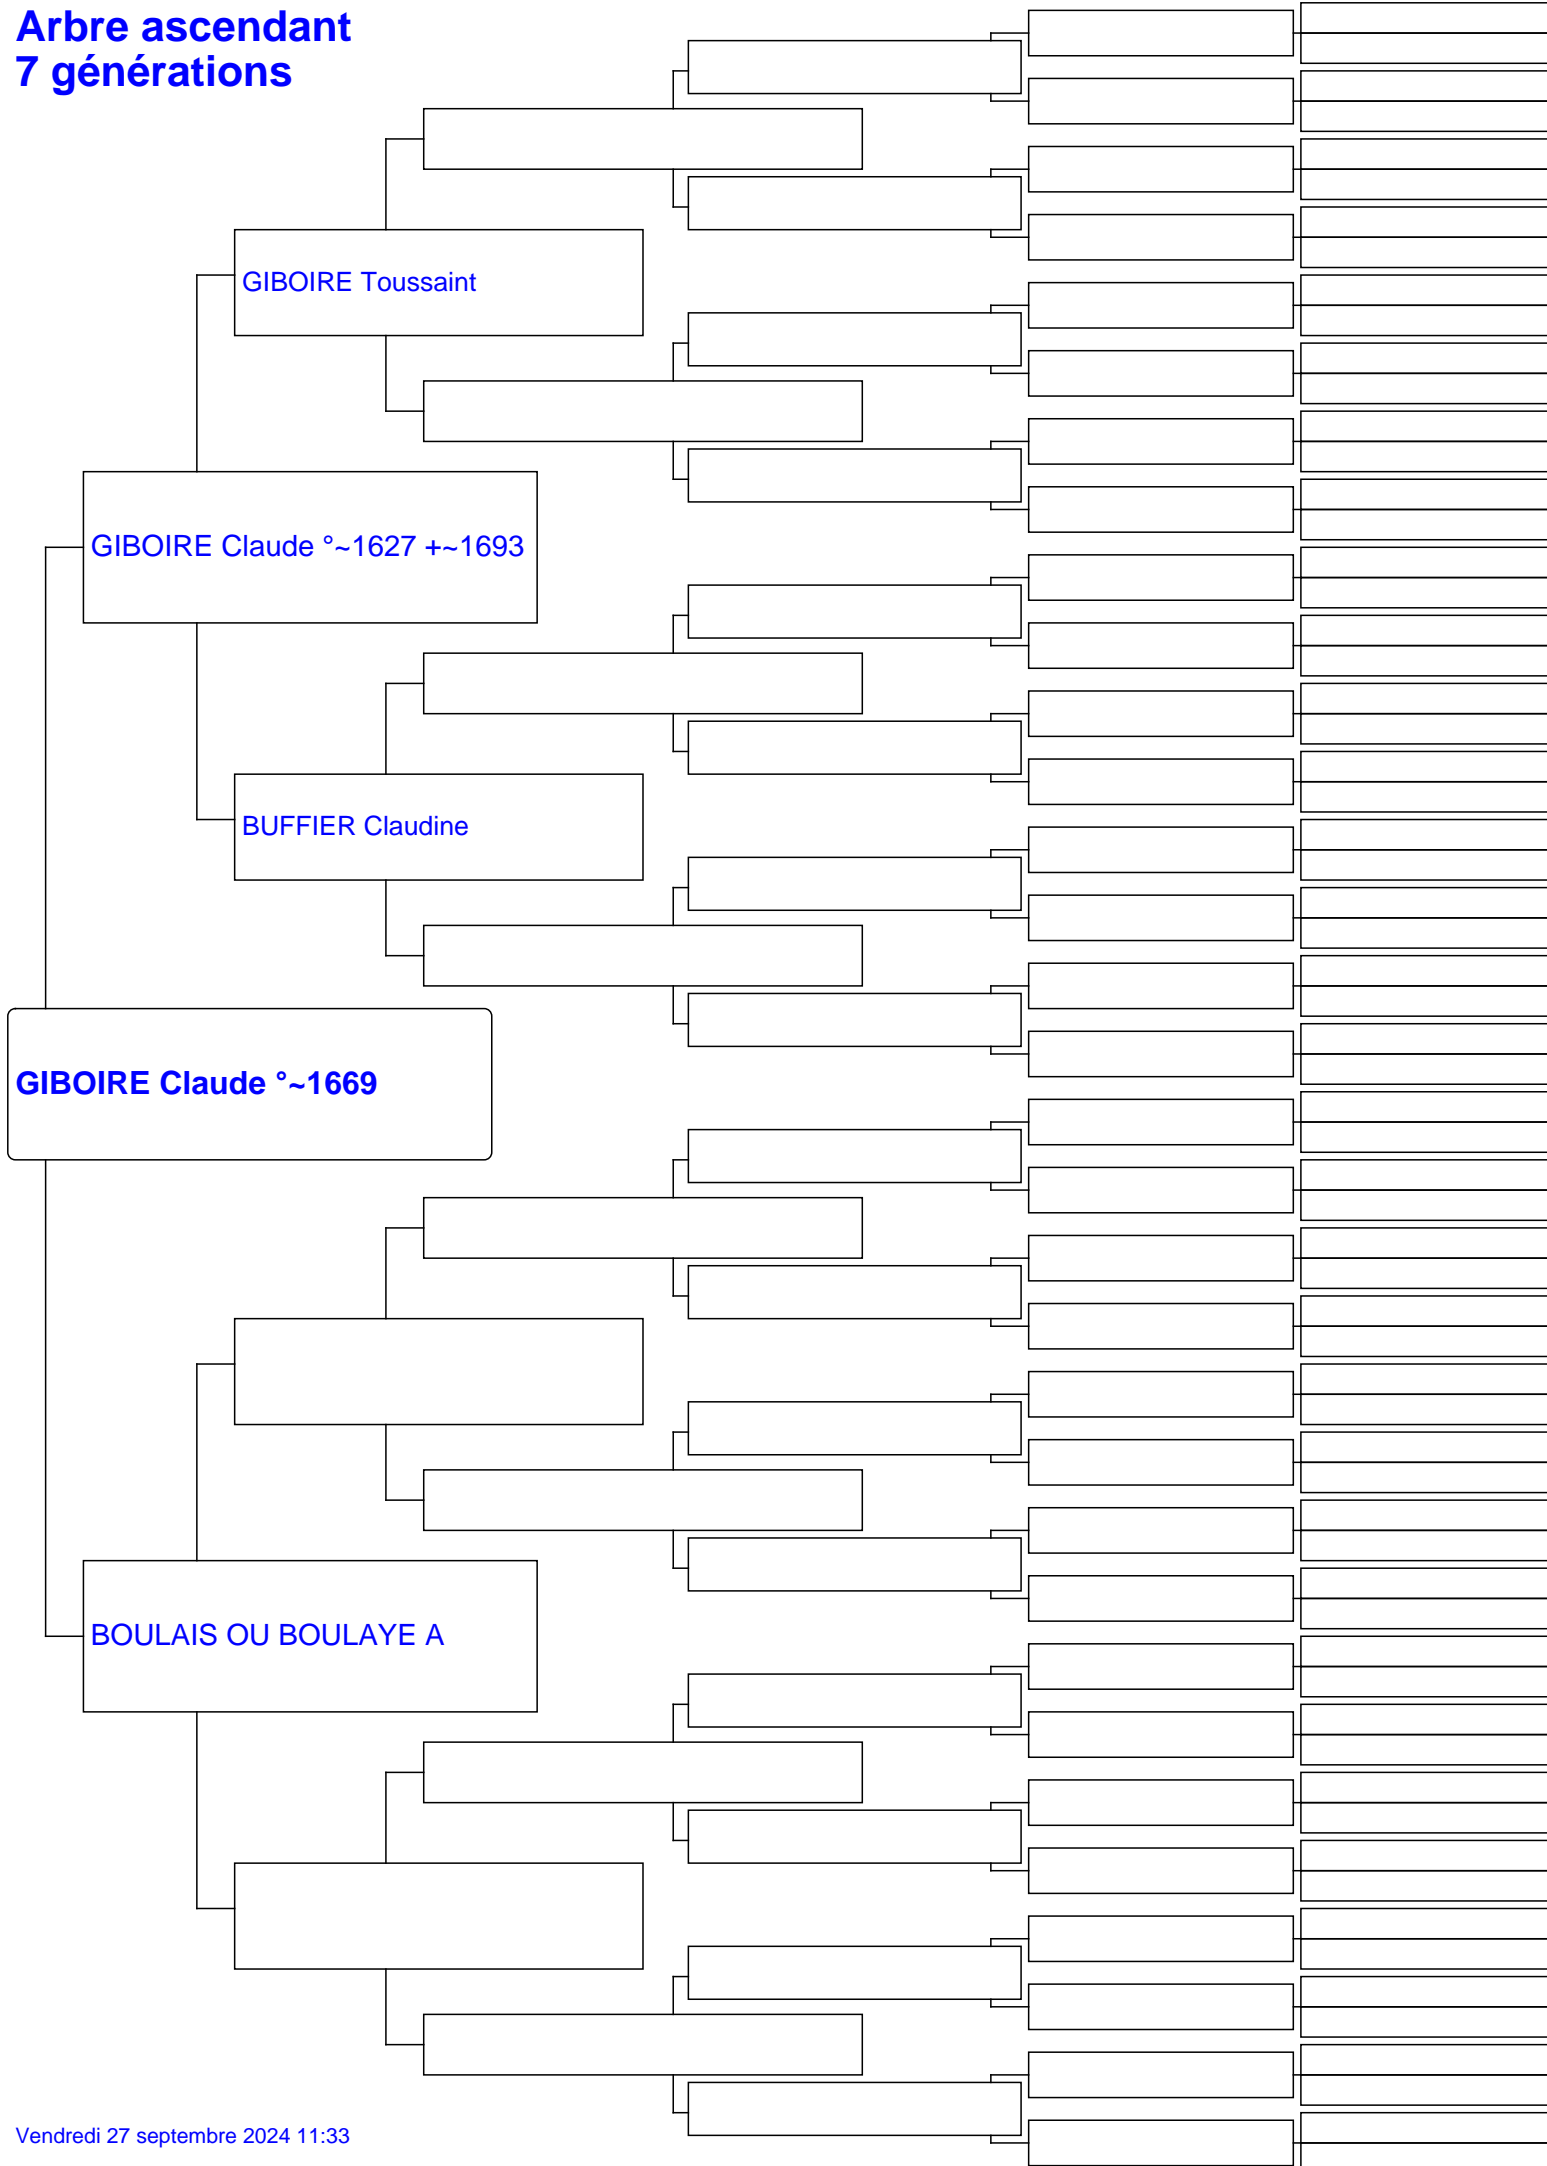 Arbre ascendant
7 générations
GIBOIRE Toussaint
GIBOIRE Claude °~1627 +~1693
BUFFIER Claudine
GIBOIRE Claude °~1669
BOULAIS OU BOULAYE A
Vendredi 27 septembre 2024 11:33